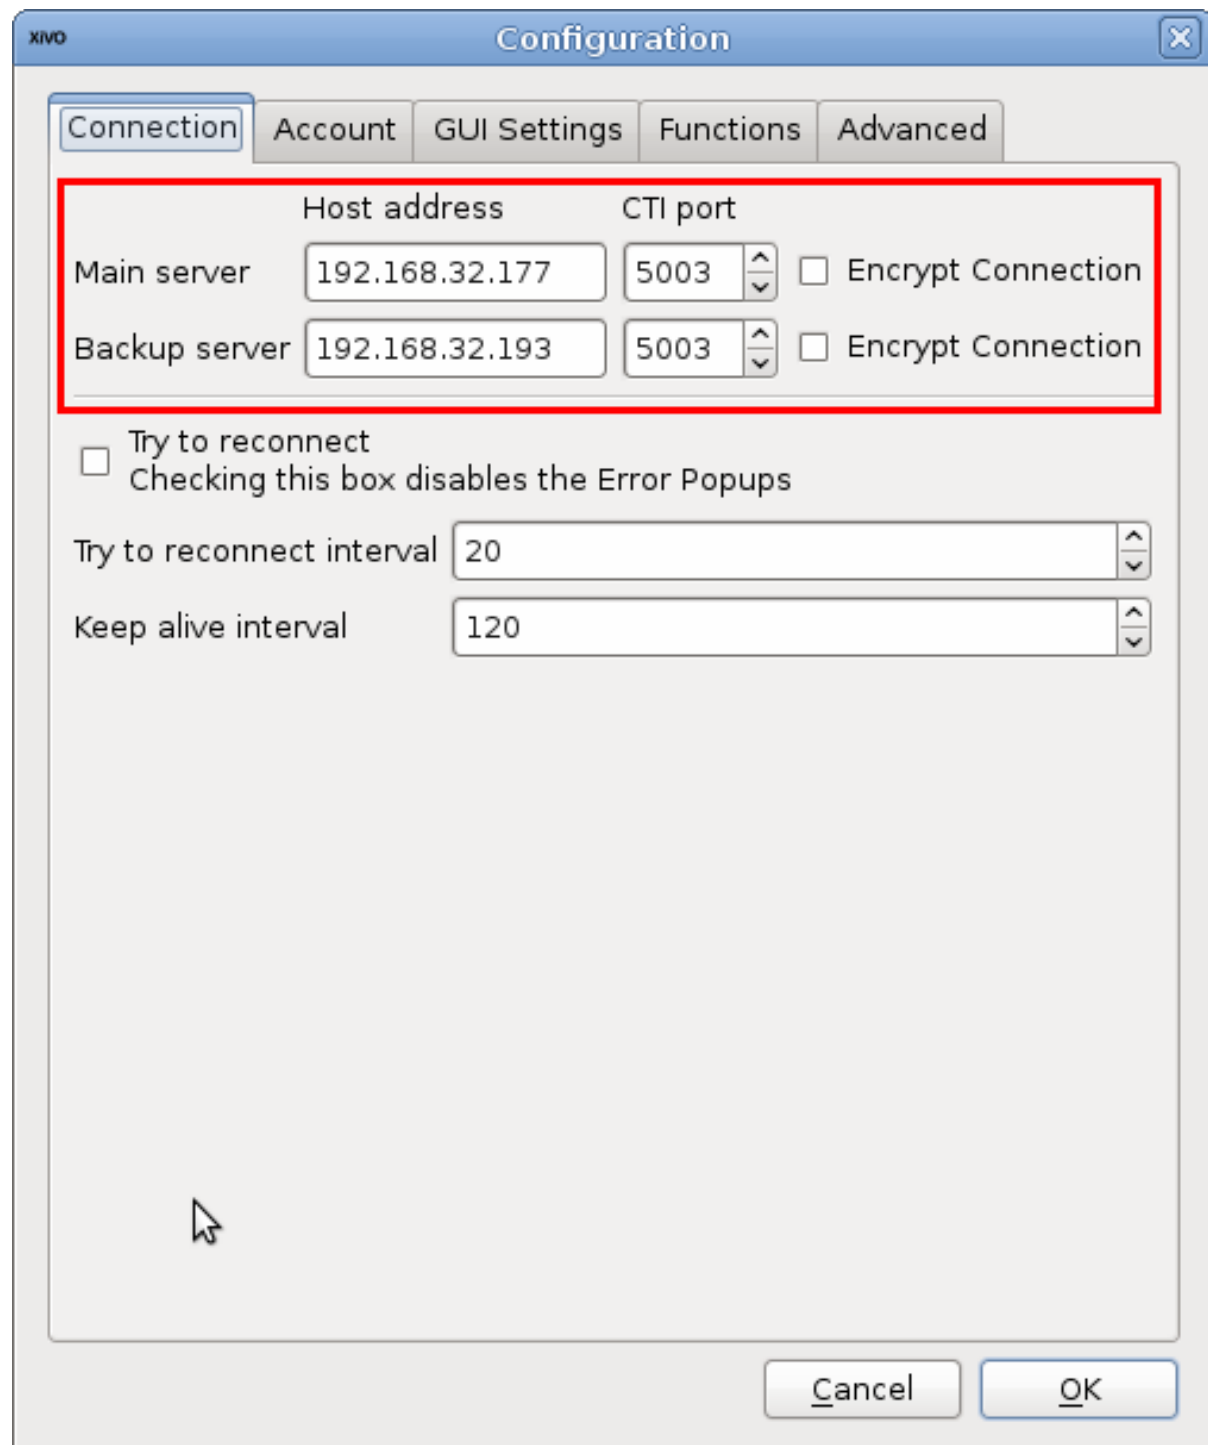 XIVO Configuration
Connection Account GUI Settings Functions Advanced
Host address CTI port
Main server 192.168.32.177 5003 Encrypt Connection
Backup server 192.168.32.193 5003 Encrypt Connection
Try to reconnect
Checking this box disables the Error Popups
Try to reconnect interval 20
Keep alive interval 120
Cancel OK